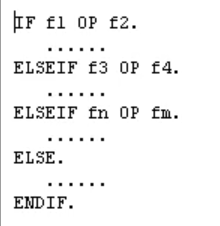 IF f1 OP f2.
......
ELSEIF f3 OP f4.
......
ELSEIF fn OP fm.
......
ELSE.
......
ENDIF.